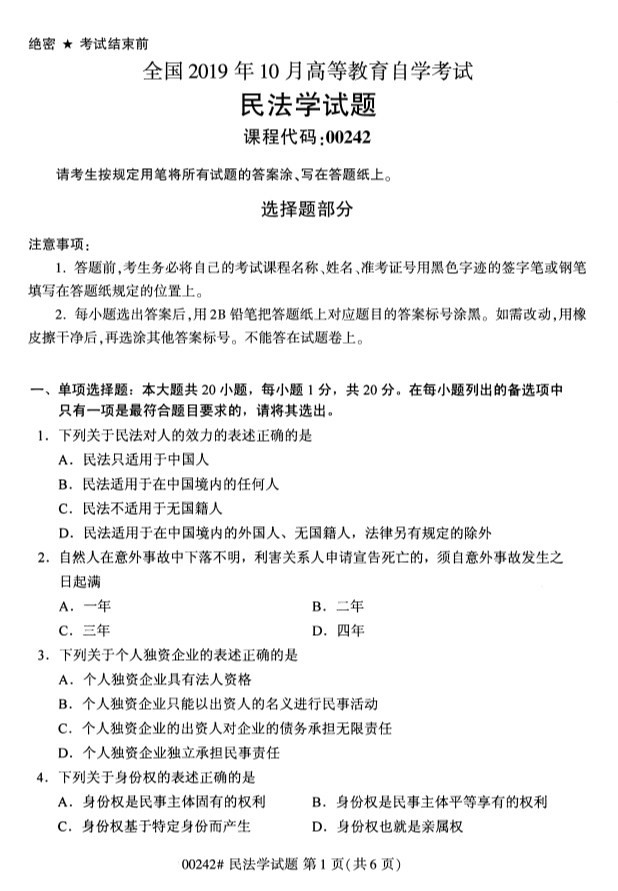 绝密 ★ 考试结束前
全国 2019 年 10 月高等教育自学考试
民法学试题
课程代码:00242
请考生按规定用笔将所有试题的答案涂、写在答题纸上。
选择题部分
注意事项:
1. 答题前,考生务必将自己的考试课程名称、姓名、准考证号用黑色字迹的签字笔或钢笔
填写在答题纸规定的位置上。
2. 每小题选出答案后,用 2B 铅笔把答题纸上对应题目的答案标号涂黑。如需改动,用橡
皮擦干净后,再选涂其他答案标号。不能答在试题卷上。
一、单项选择题:本大题共 20 小题,每小题 1 分,共 20 分。在每小题列出的备选项中
只有一项是最符合题目要求的,请将其选出。
1. 下列关于民法对人的效力的表述正确的是
A. 民法只适用于中国人
B. 民法适用于在中国境内的任何人
C. 民法不适用于无国籍人
D. 民法适用于在中国境内的外国人、无国籍人,法律另有规定的除外
2. 自然人在意外事故中下落不明,利害关系人申请宣告死亡的,须自意外事故发生之
日起满
A. 一年 B. 二年
C. 三年 D. 四年
3. 下列关于个人独资企业的表述正确的是
A. 个人独资企业具有法人资格
B. 个人独资企业只能以出资人的名义进行民事活动
C. 个人独资企业的出资人对企业的债务承担无限责任
D. 个人独资企业独立承担民事责任
4. 下列关于身份权的表述正确的是
A. 身份权是民事主体固有的权利 B. 身份权是民事主体平等享有的权利
C. 身份权基于特定身份而产生 D. 身份权也就是亲属权
00242# 民法学试题 第 1 页(共 6 页)